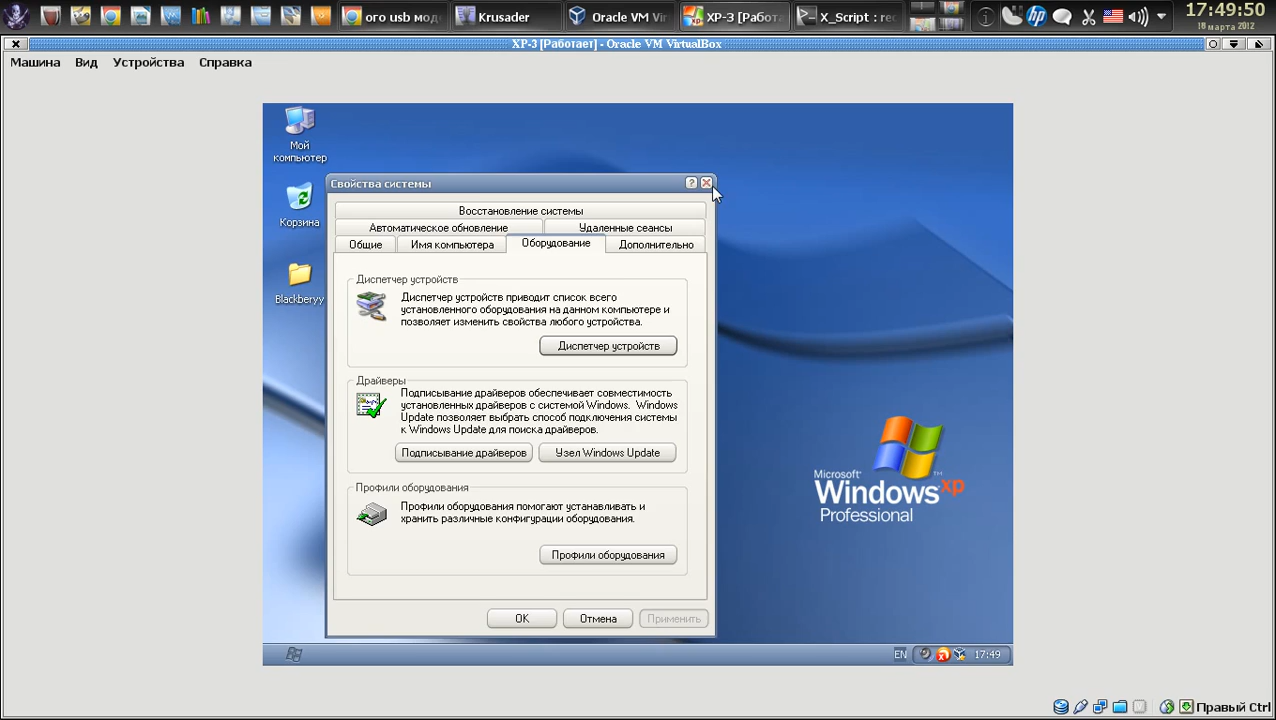 ого usb мод
Krusader
Oracle VM Vir
XP-3 [Работ
X_Script : re
17:49:50
18 марта 2012
XP-3 [Работает] - Oracle VM VirtualBox
Машина Вид Устройства Справка
Мой
компьютер
Корзина
Blackberyy
Свойства системы
Восстановление системы
Автоматическое обновление Удаленные сеансы
Общие Имя компьютера Оборудование Дополнительно
Диспетчер устройств
Диспетчер устройств приводит список всего
установленного оборудования на данном компьютере и
позволяет изменить свойства любого устройства.
Диспетчер устройств
Драйверы
Подписывание драйверов обеспечивает совместимость
установленных драйверов с системой Windows. Windows
Update позволяет выбрать способ подключения системы
к Windows Update для поиска драйверов.
Подписывание драйверов Узел Windows Update
Профили оборудования
Профили оборудования помогают устанавливать и
хранить различные конфигурации оборудования.
Профили оборудования
OK Отмена Применить
Microsoft
Windows xp
Professional
EN 17:49
Правый Ctrl